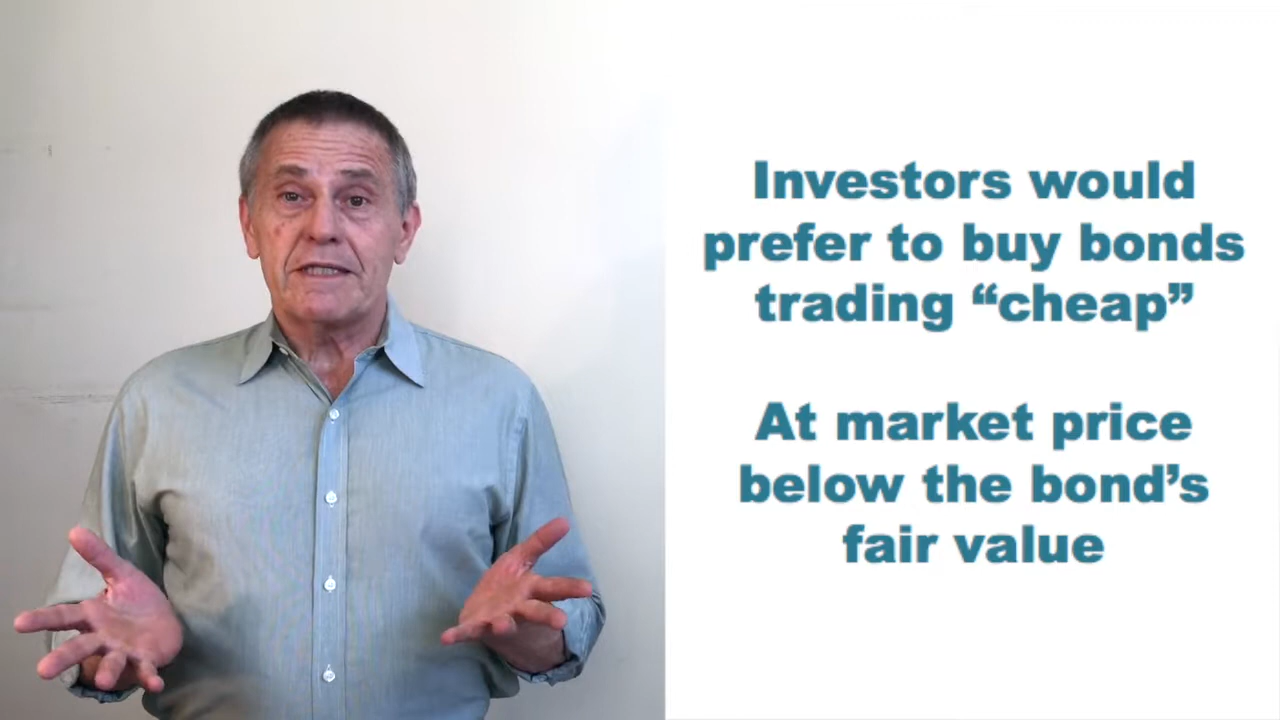 Investors would
prefer to buy bonds
trading “cheap”
At market price
below the bond’s
fair value